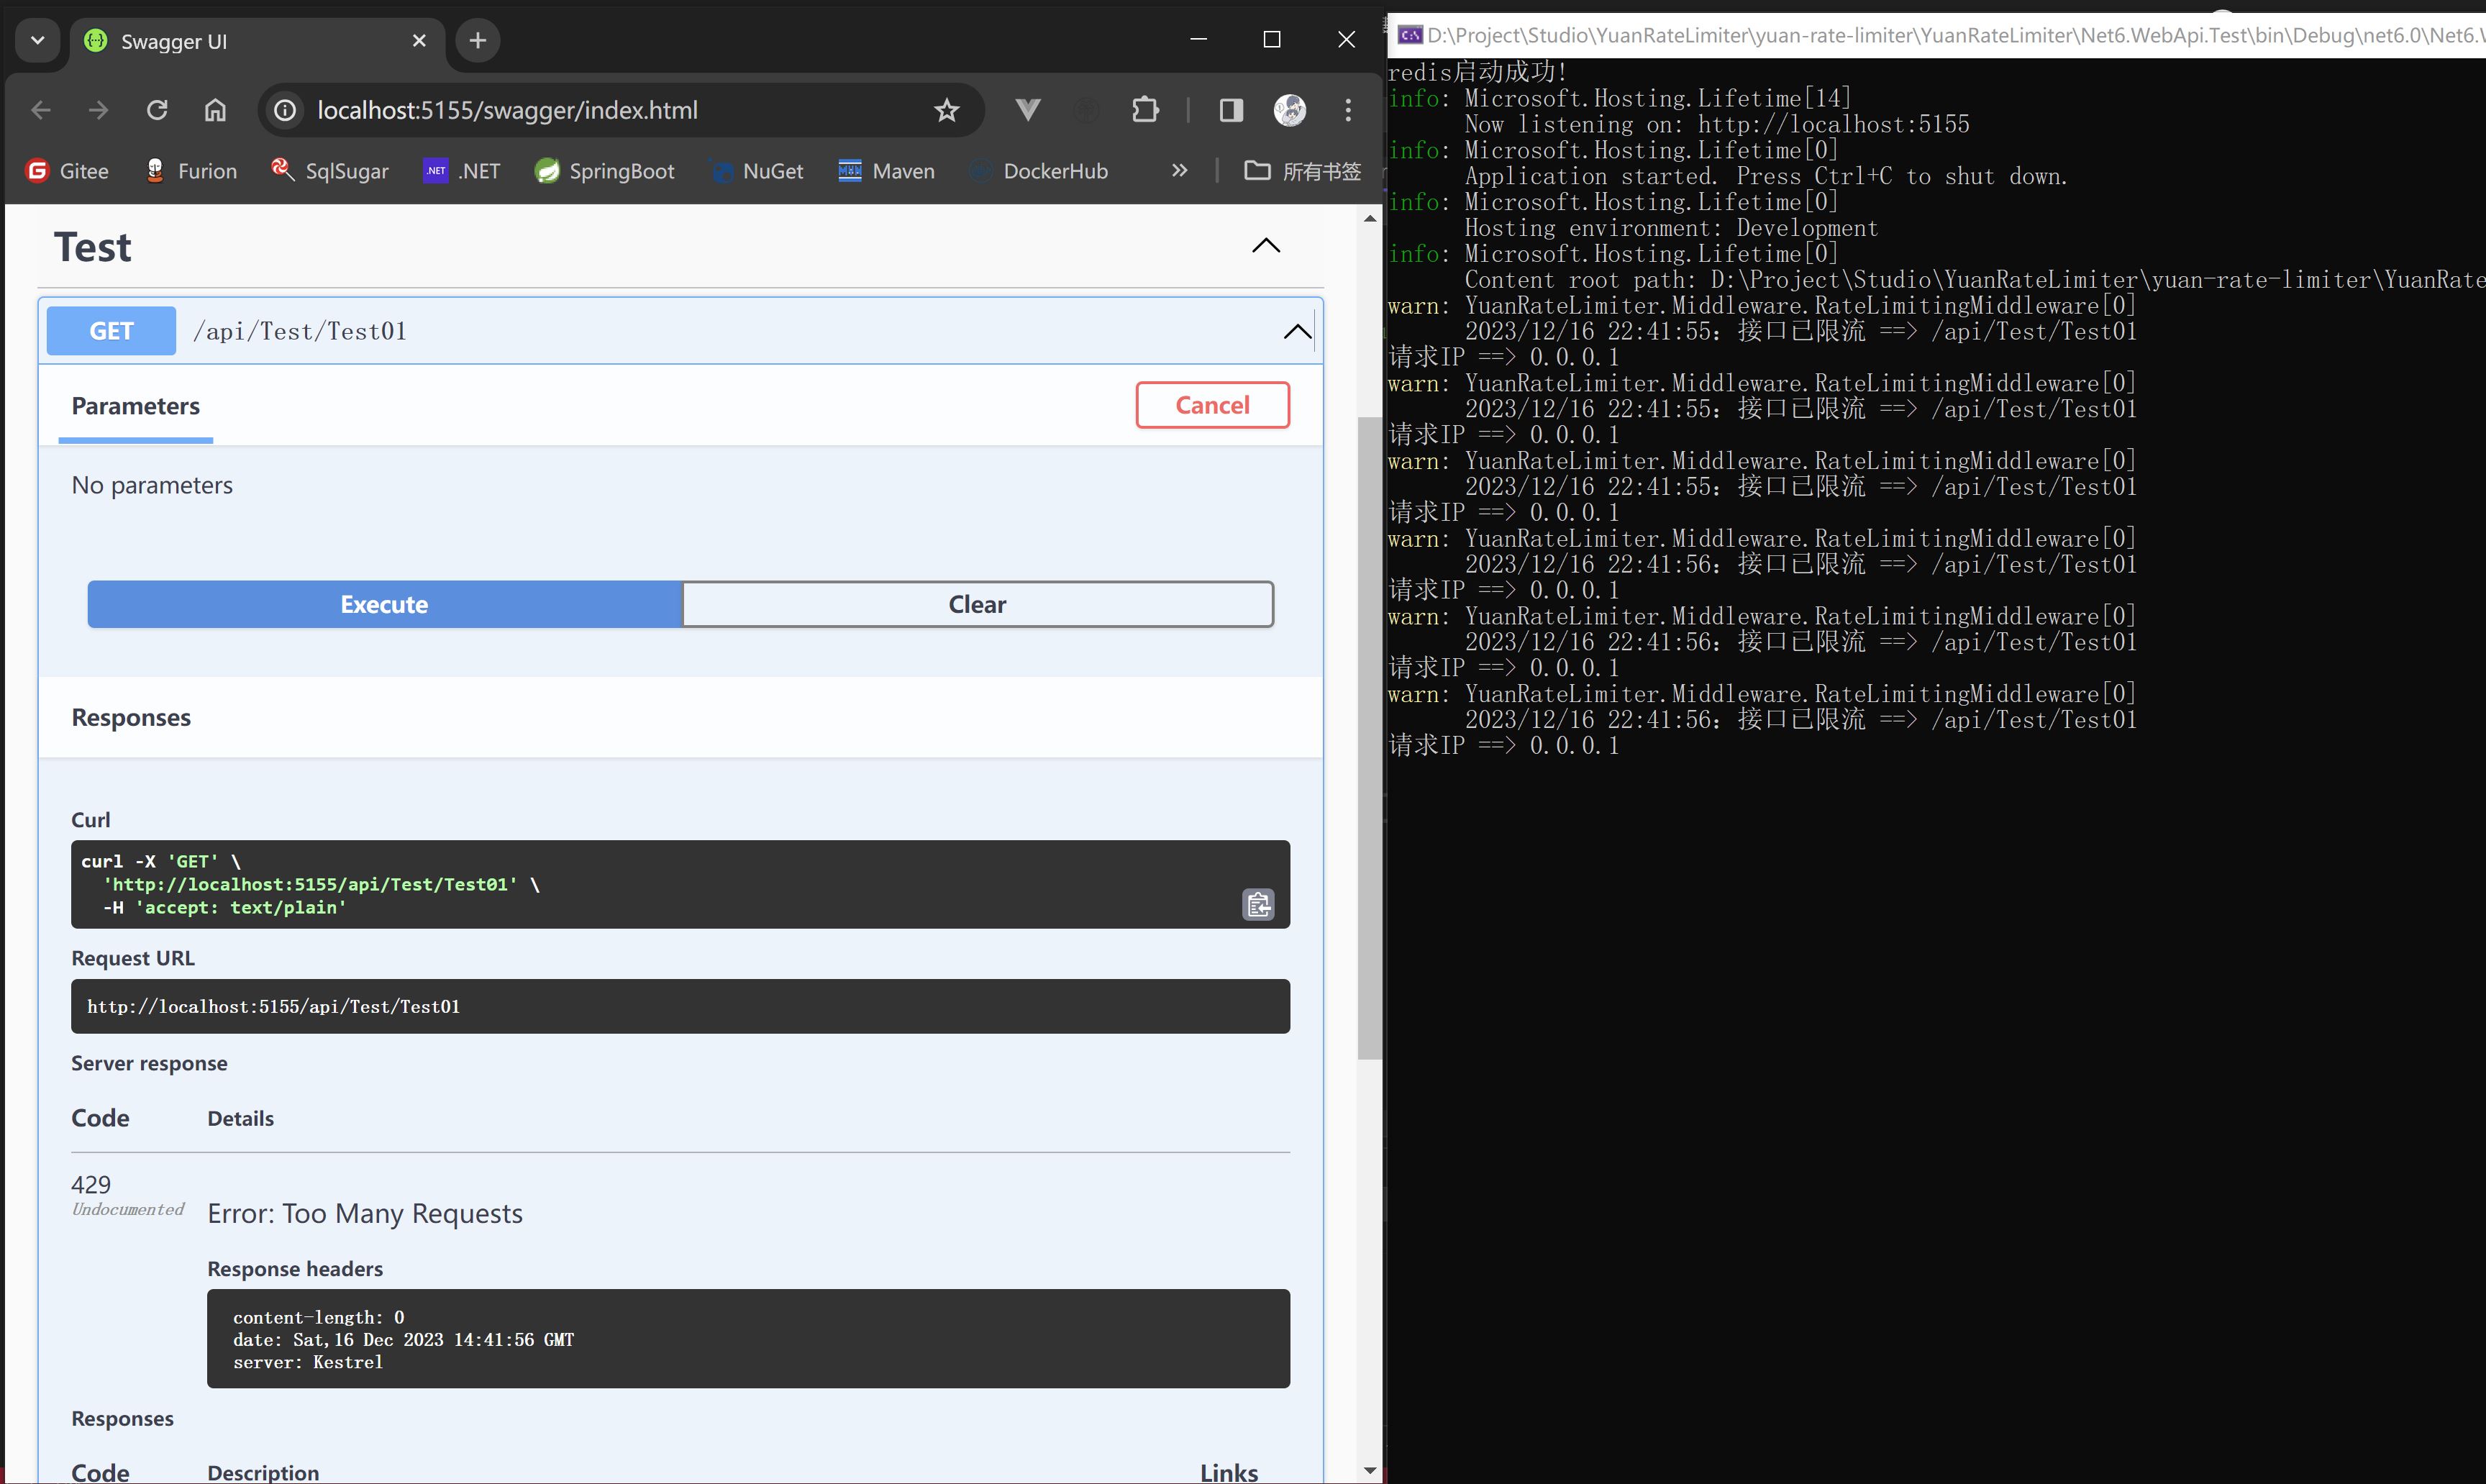 Swagger UI
localhost:5155/swagger/index.html
Gitee
Furion
SqlSugar
.NET
.NET
SpringBoot
NuGet
Maven
DockerHub
所有书签
Test
GET
/api/Test/Test01
Parameters
Cancel
No parameters
Execute
Clear
Responses
Curl
curl -X 'GET' \
'http://localhost:5155/api/Test/Test01' \
-H 'accept: text/plain'
Request URL
http://localhost:5155/api/Test/Test01
Server response
Code
Details
429
Undocumented
Error: Too Many Requests
Response headers
content-length: 0
date: Sat,16 Dec 2023 14:41:56 GMT
server: Kestrel
Responses
Code
Description
Links
D:\Project\Studio\YuanRateLimiter\yuan-rate-limiter\YuanRateLimiter\Net6.WebApi.Test\bin\Debug\net6.0\Net6.
redis启动成功!
info: Microsoft.Hosting.Lifetime[14]
Now listening on: http://localhost:5155
info: Microsoft.Hosting.Lifetime[0]
Application started. Press Ctrl+C to shut down.
info: Microsoft.Hosting.Lifetime[0]
Hosting environment: Development
info: Microsoft.Hosting.Lifetime[0]
Content root path: D:\Project\Studio\YuanRateLimiter\yuan-rate-limiter\YuanRate
warn: YuanRateLimiter.Middleware.RateLimitingMiddleware[0]
2023/12/16 22:41:55：接口已限流 ==> /api/Test/Test01
请求IP ==> 0.0.0.1
warn: YuanRateLimiter.Middleware.RateLimitingMiddleware[0]
2023/12/16 22:41:55：接口已限流 ==> /api/Test/Test01
请求IP ==> 0.0.0.1
warn: YuanRateLimiter.Middleware.RateLimitingMiddleware[0]
2023/12/16 22:41:55：接口已限流 ==> /api/Test/Test01
请求IP ==> 0.0.0.1
warn: YuanRateLimiter.Middleware.RateLimitingMiddleware[0]
2023/12/16 22:41:56：接口已限流 ==> /api/Test/Test01
请求IP ==> 0.0.0.1
warn: YuanRateLimiter.Middleware.RateLimitingMiddleware[0]
2023/12/16 22:41:56：接口已限流 ==> /api/Test/Test01
请求IP ==> 0.0.0.1
warn: YuanRateLimiter.Middleware.RateLimitingMiddleware[0]
2023/12/16 22:41:56：接口已限流 ==> /api/Test/Test01
请求IP ==> 0.0.0.1